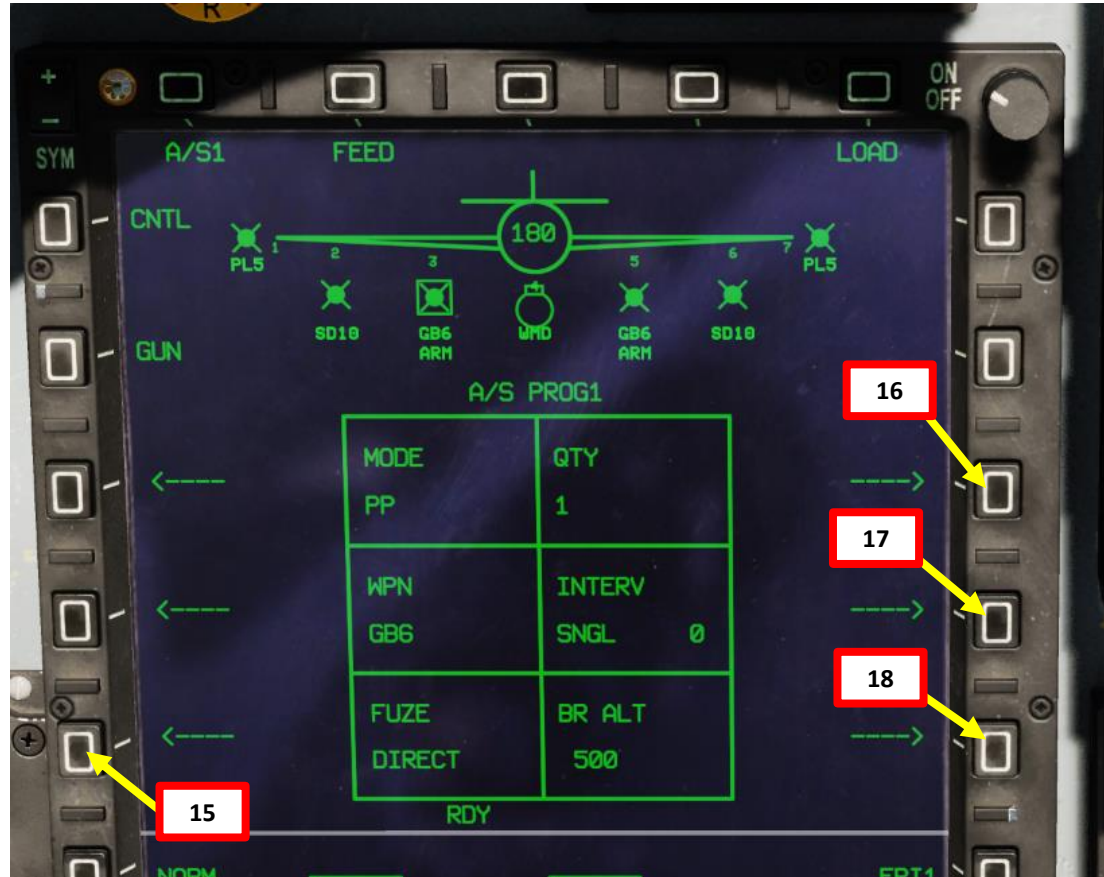 R
+
-
SYM
ON
OFF
A/S1 FEED LOAD
CNTL
180
1 2 3 4 5 6 7
PL5 PL5
SD10 GB6 WMD GB6 SD10
ARM ARM
GUN
A/S PROG1
16
MODE QTY
<---- ---->
PP 1
17
WPN INTERV
<---- ---->
GB6 SNGL 0
18
FUZE BR ALT
<---- ---->
DIRECT 500
15
RDY
NORM